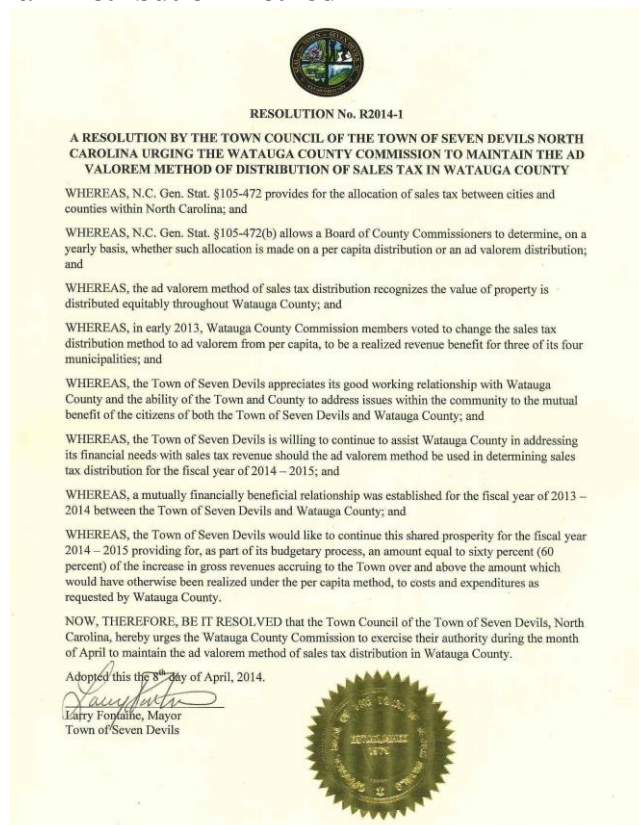 RESOLUTION No. R2014-1
A RESOLUTION BY THE TOWN COUNCIL OF THE TOWN OF SEVEN DEVILS NORTH
CAROLINA URGING THE WATAUGA COUNTY COMMISSION TO MAINTAIN THE AD
VALOREM METHOD OF DISTRIBUTION OF SALES TAX IN WATAUGA COUNTY
WHEREAS, N.C. Gen. Stat. §105-472 provides for the allocation of sales tax between cities and
counties within North Carolina; and
WHEREAS, N.C. Gen. Stat. §105-472(b) allows a Board of County Commissioners to determine, on a
yearly basis, whether such allocation is made on a per capita distribution or an ad valorem distribution;
and
WHEREAS, the ad valorem method of sales tax distribution recognizes the value of property is
distributed equitably throughout Watauga County; and
WHEREAS, in early 2013, Watauga County Commission members voted to change the sales tax
distribution method to ad valorem from per capita, to be a realized revenue benefit for three of its four
municipalities; and
WHEREAS, the Town of Seven Devils appreciates its good working relationship with Watauga
County and the ability of the Town and County to address issues within the community to the mutual
benefit of the citizens of both the Town of Seven Devils and Watauga County; and
WHEREAS, the Town of Seven Devils is willing to continue to assist Watauga County in addressing
its financial needs with sales tax revenue should the ad valorem method be used in determining sales
tax distribution for the fiscal year of 2014 – 2015; and
WHEREAS, a mutually financially beneficial relationship was established for the fiscal year of 2013 –
2014 between the Town of Seven Devils and Watauga County; and
WHEREAS, the Town of Seven Devils would like to continue this shared prosperity for the fiscal year
2014 – 2015 providing for, as part of its budgetary process, an amount equal to sixty percent (60
percent) of the increase in gross revenues accruing to the Town over and above the amount which
would have otherwise been realized under the per capita method, to costs and expenditures as
requested by Watauga County.
NOW, THEREFORE, BE IT RESOLVED that the Town Council of the Town of Seven Devils, North
Carolina, hereby urges the Watauga County Commission to exercise their authority during the month
of April to maintain the ad valorem method of sales tax distribution in Watauga County.
Adopted this the 8th day of April, 2014.
Larry Fontaine, Mayor
Town of Seven Devils